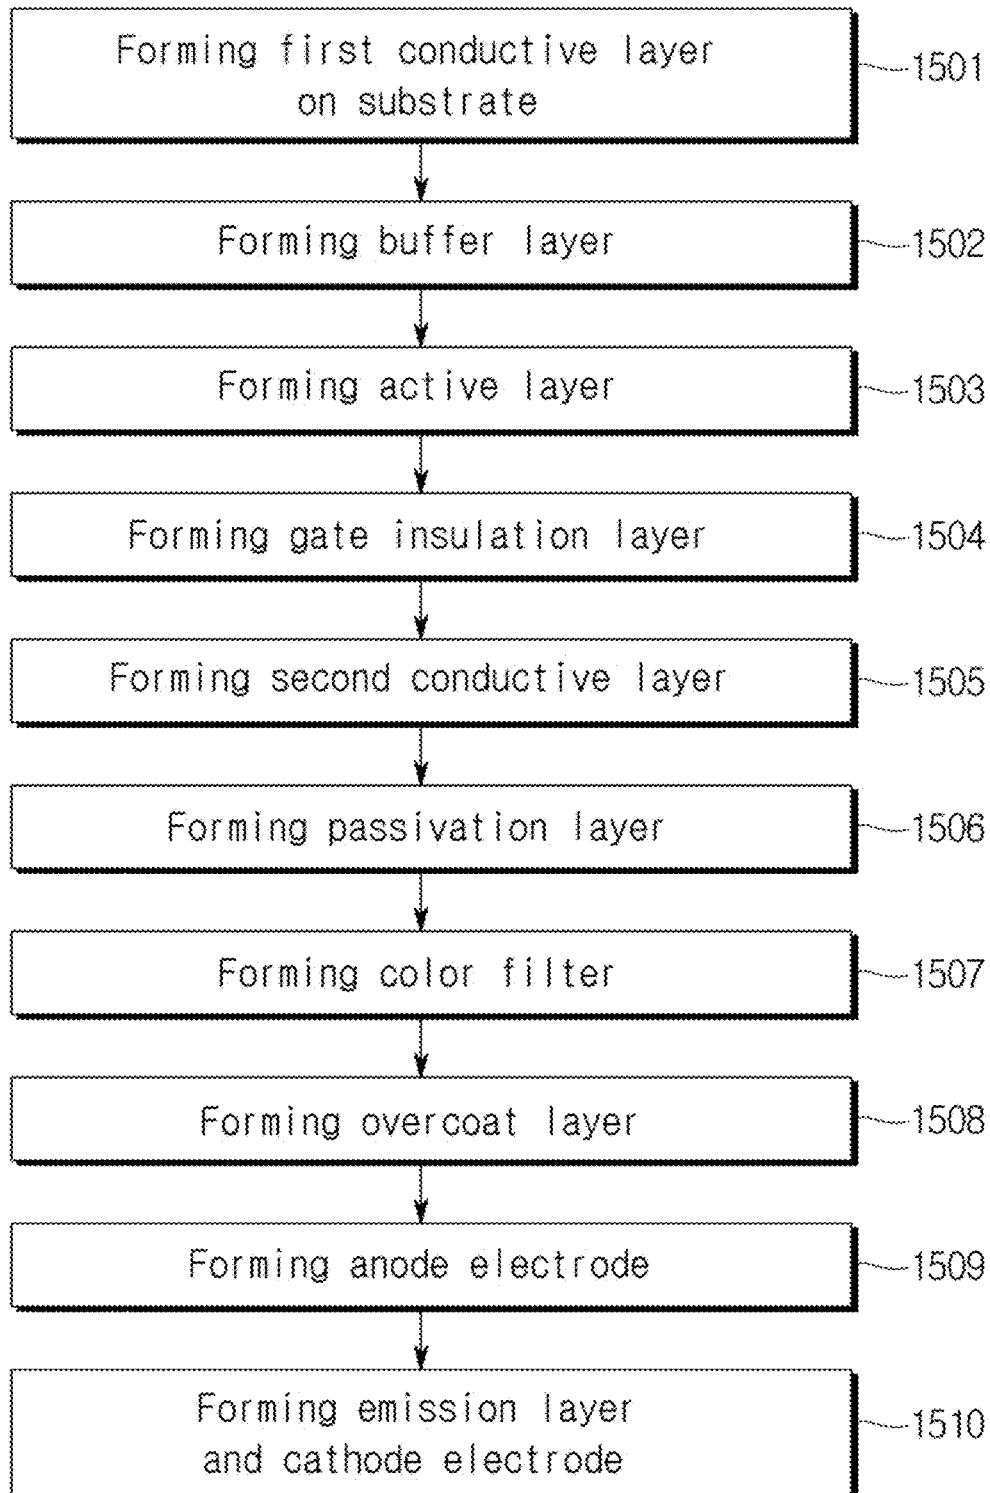 Forming first conductive layer
on substrate
1501
Forming buffer layer
1502
Forming active layer
1503
Forming gate insulation layer
1504
Forming second conductive layer
1505
Forming passivation layer
1506
Forming color filter
1507
Forming overcoat layer
1508
Forming anode electrode
1509
Forming emission layer
and cathode electrode
1510